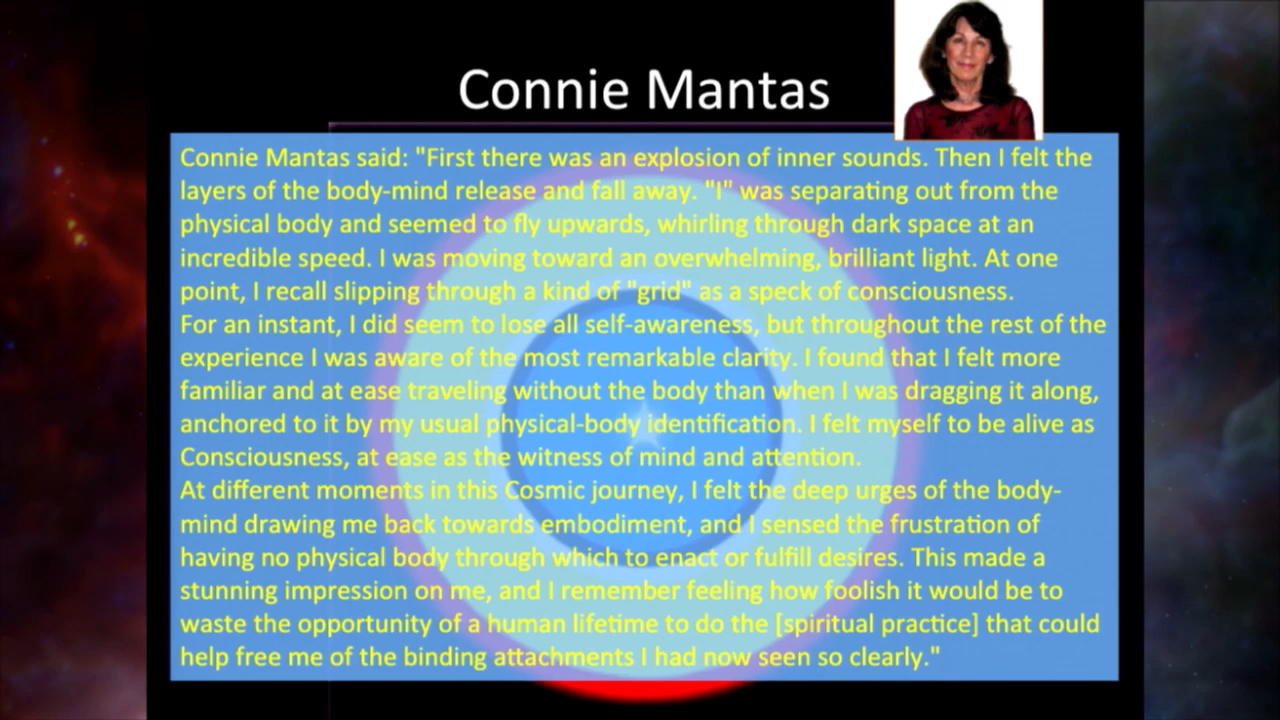 Connie Mantas
Connie Mantas said: "First there was an explosion of inner sounds. Then I felt the
layers of the body-mind release and fall away. "I" was separating out from the
physical body and seemed to fly upwards, whirling through dark space at an
incredible speed. I was moving toward an overwhelming, brilliant light. At one
point, I recall slipping through a kind of "grid" as a speck of consciousness.
For an instant, I did seem to lose all self-awareness, but throughout the rest of the
experience I was aware of the most remarkable clarity. I found that I felt more
familiar and at ease traveling without the body than when I was dragging it along,
anchored to it by my usual physical-body identification. I felt myself to be alive as
Consciousness, at ease as the witness of mind and attention.
At different moments in this Cosmic journey, I felt the deep urges of the body-
mind drawing me back towards embodiment, and I sensed the frustration of
having no physical body through which to enact or fulfill desires. This made a
stunning impression on me, and I remember feeling how foolish it would be to
waste the opportunity of a human lifetime to do the [spiritual practice] that could
help free me of the binding attachments I had now seen so clearly."